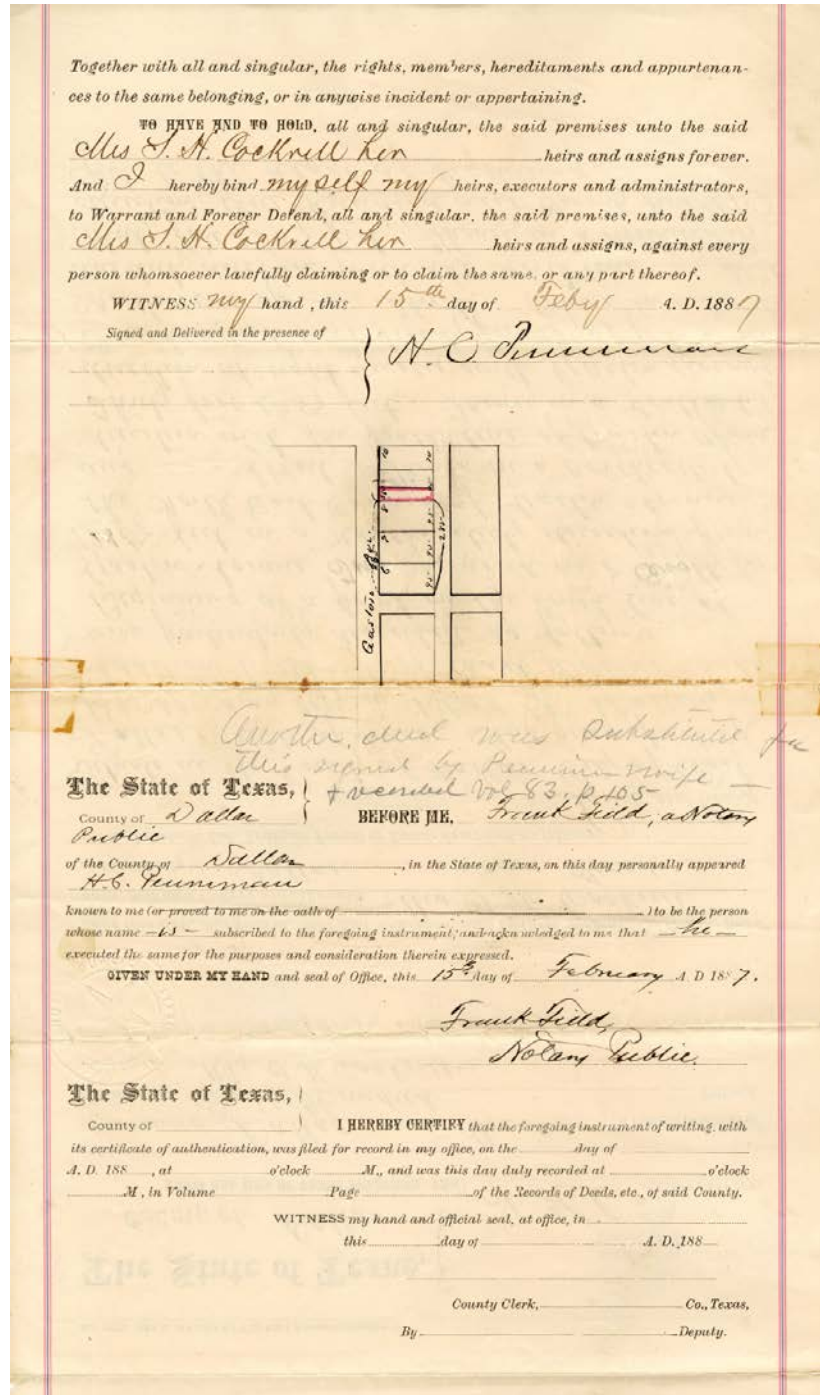 Together with all and singular, the rights, members, hereditaments and appurtenan-
ces to the same belonging, or in anywise incident or appertaining.
TO HAVE AND TO HOLD, all and singular, the said premises unto the said
Mrs S. H. Cockrell her heirs and assigns forever.
And I hereby bind myself my heirs, executors and administrators,
to Warrant and Forever Defend, all and singular, the said premises, unto the said
Mrs S. H. Cockrell her heirs and assigns, against every
person whomsoever lawfully claiming or to claim the same, or any part thereof.
WITNESS my hand, this 15th day of Feby A. D. 1887
Signed and Delivered in the presence of
H. C.
Gaston
Another deed was substituted for
this signed by wife
& recorded Vol 83. p 105
The State of Texas,
County of Dallas BEFORE ME, Frank Field, a Notary
Public
of the County of Dallas, in the State of Texas, on this day personally appeared
H. C.
known to me (or proved to me on the oath of ) to be the person
whose name - is - subscribed to the foregoing instrument, and acknowledged to me that - he -
executed the same for the purposes and consideration therein expressed.
GIVEN UNDER MY HAND and seal of Office, this 15th day of February A. D 1887.
Frank Field,
Notary Public.
The State of Texas,
County of I HEREBY CERTIFY that the foregoing instrument of writing, with
its certificate of authentication, was filed for record in my office, on the day of
A. D. 188 , at o'clock M., and was this day duly recorded at o'clock
M, in Volume Page of the Records of Deeds, etc., of said County.
WITNESS my hand and official seal, at office, in
this day of A. D. 188
County Clerk, Co., Texas,
By Deputy.